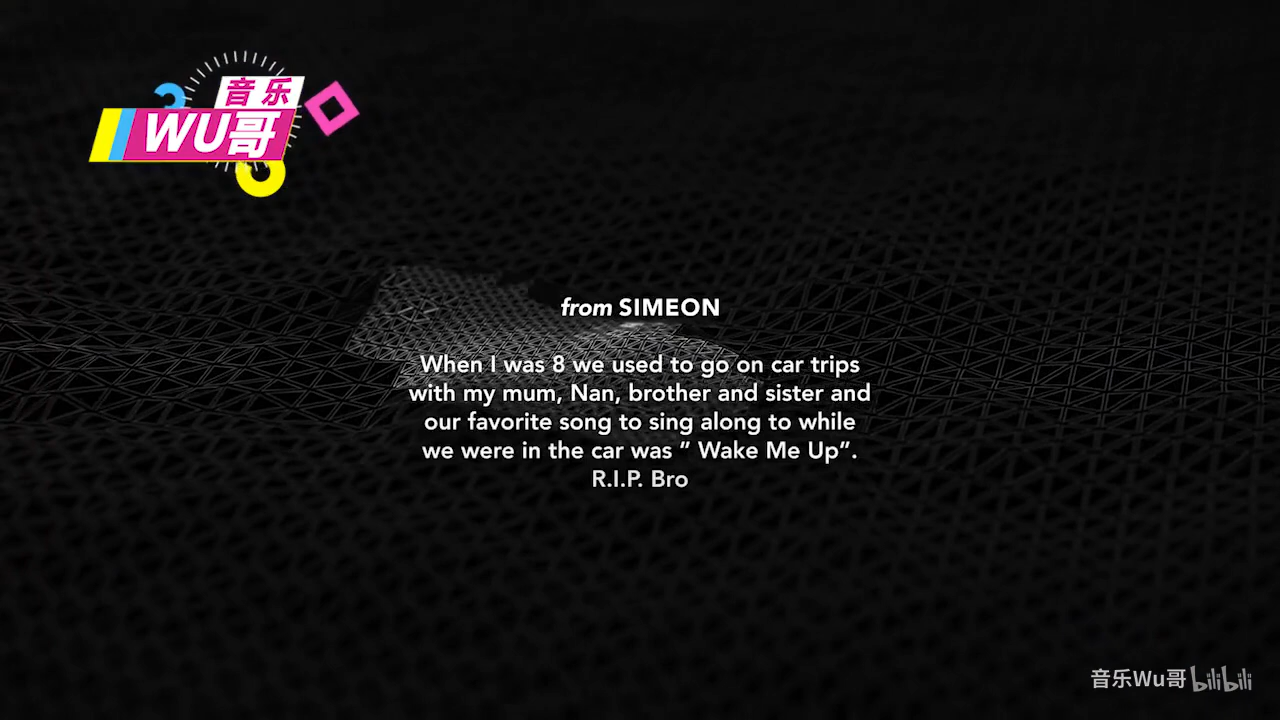 音乐
WU哥
from SIMEON
When I was 8 we used to go on car trips
with my mum, Nan, brother and sister and
our favorite song to sing along to while
we were in the car was ” Wake Me Up”.
R.I.P. Bro
音乐Wu哥 bilibili